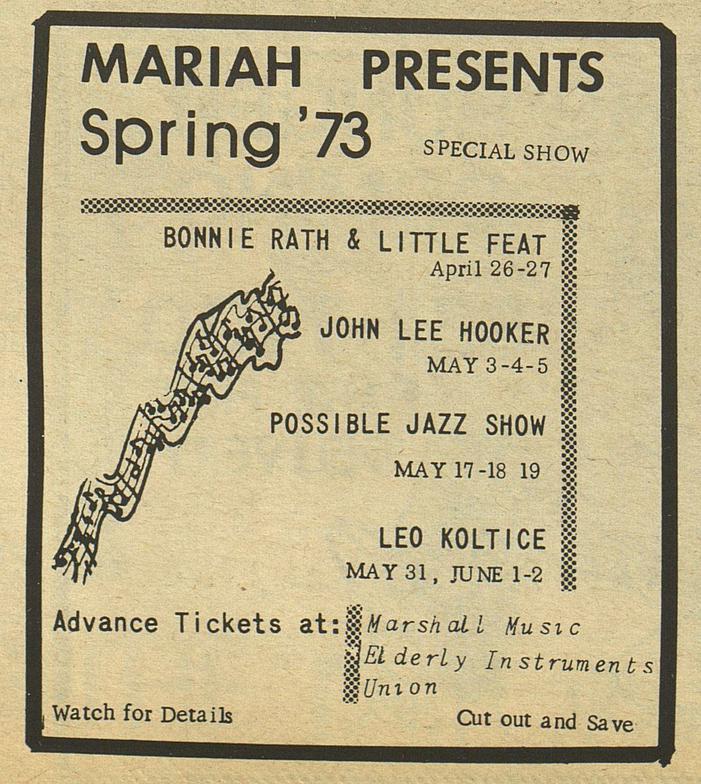 MARIAH PRESENTS
Spring '73 SPECIAL SHOW
BONNIE RATH & LITTLE FEAT
April 26-27
JOHN LEE HOOKER
MAY 3-4-5
POSSIBLE JAZZ SHOW
MAY 17-18 19
LEO KOLTICE
MAY 31, JUNE 1-2
Advance Tickets at: Marshall Music
Elderly Instruments
Union
Watch for Details
Cut out and Save